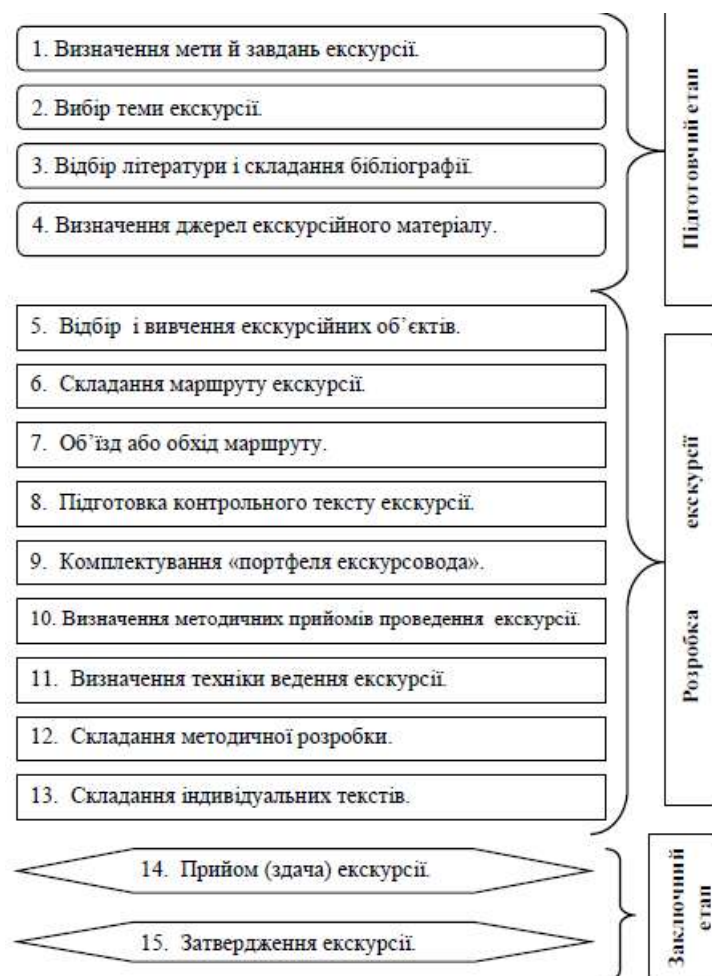 1. Визначення мети й завдань екскурсії.
2. Вибір теми екскурсії.
3. Відбір літератури і складання бібліографії.
4. Визначення джерел екскурсійного матеріалу.
Підготовчий етап
5. Відбір і вивчення екскурсійних об’єктів.
6. Складання маршруту екскурсії.
7. Об’їзд або обхід маршруту.
8. Підготовка контрольного тексту екскурсії.
9. Комплектування «портфеля екскурсовода».
10. Визначення методичних прийомів проведення екскурсії.
11. Визначення техніки ведення екскурсії.
12. Складання методичної розробки.
13. Складання індивідуальних текстів.
Розробка екскурсії
14. Прийом (здача) екскурсії.
15. Затвердження екскурсії.
Заключний
етап